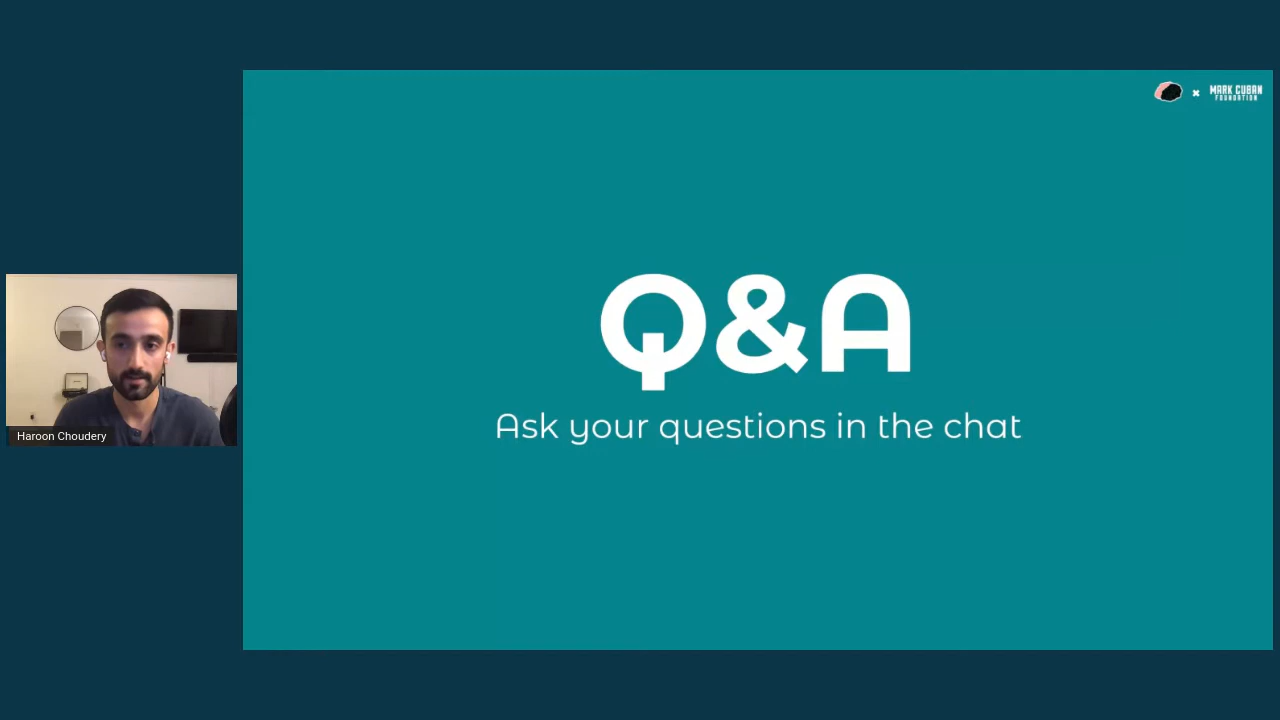 MARK CUBAN
FOUNDATION
Q&A
Ask your questions in the chat
Haroon Choudery